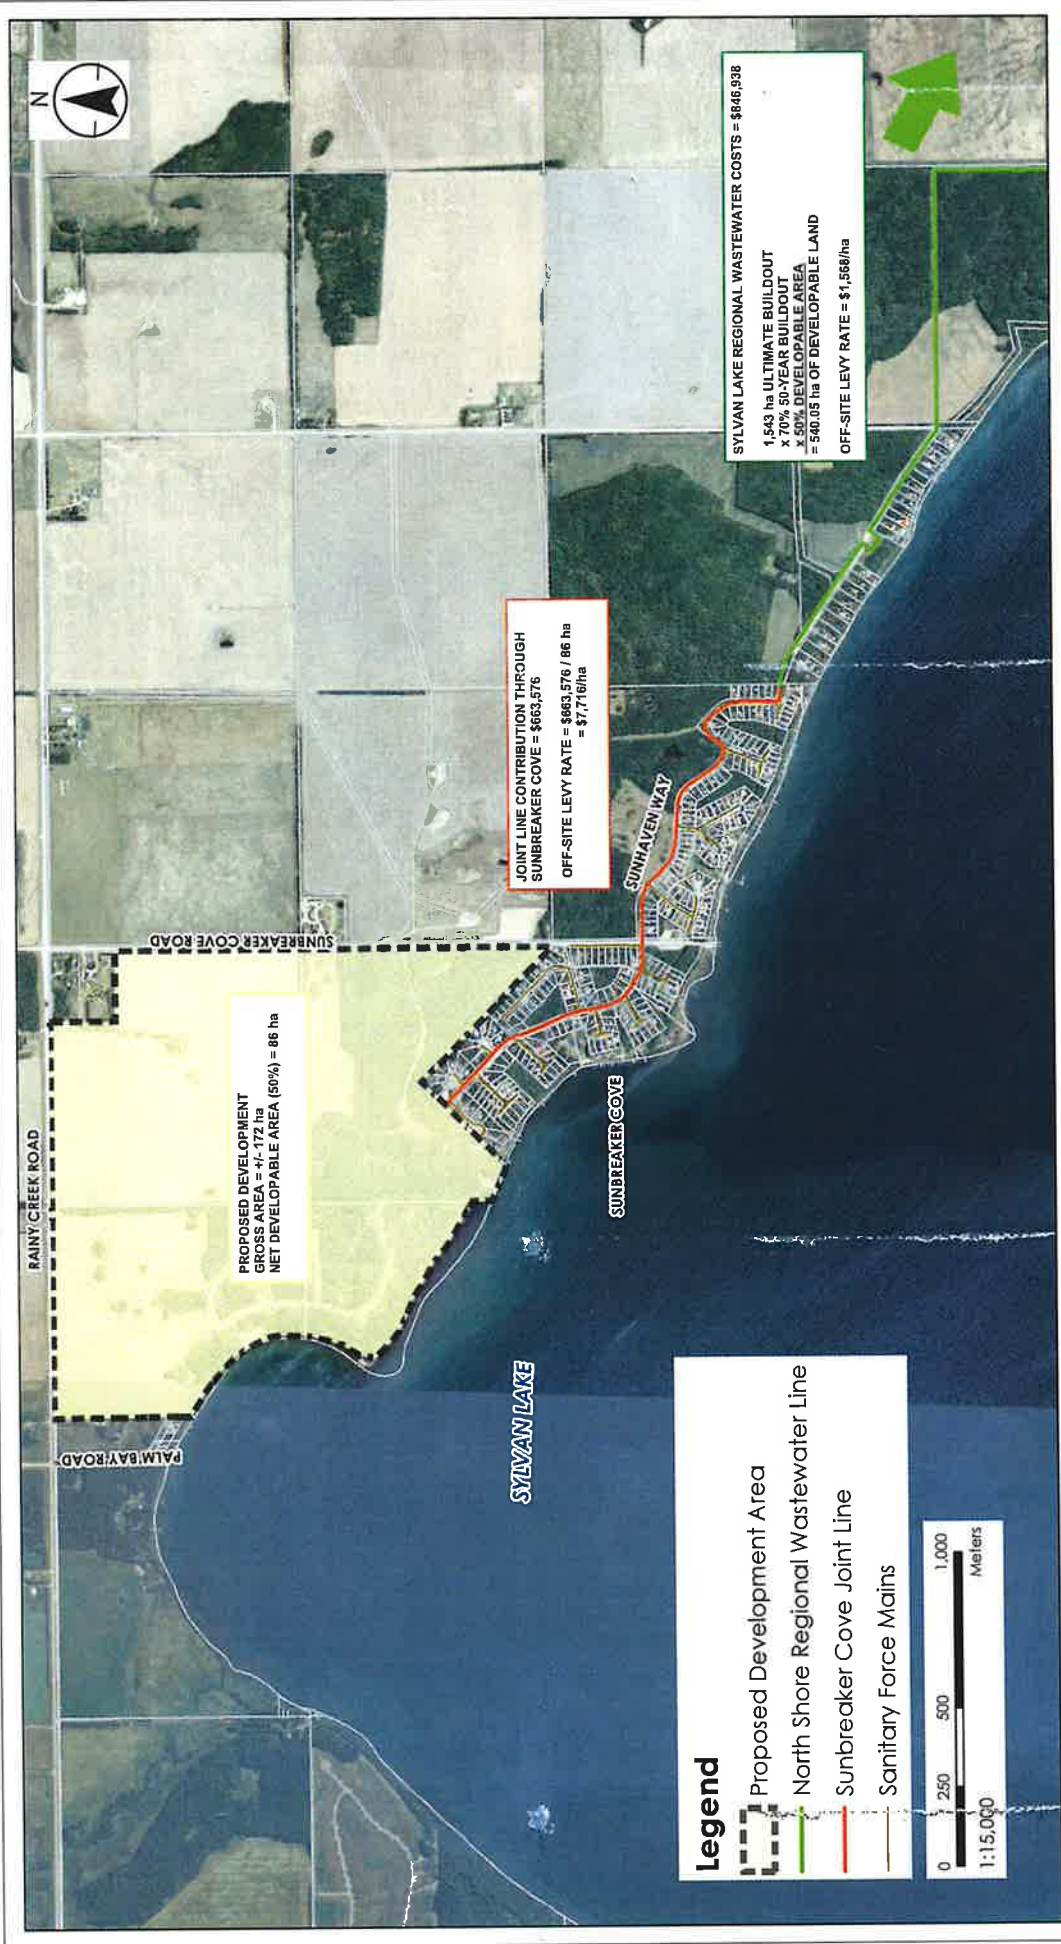 N
RAINY CREEK ROAD
PALM BAY ROAD
SUNBREAKER COVE ROAD
PROPOSED DEVELOPMENT
GROSS AREA = +/- 172 ha
NET DEVELOPABLE AREA (50%) = 86 ha
JOINT LINE CONTRIBUTION THROUGH
SUNBREAKER COVE = $663,576
OFF-SITE LEVY RATE = $663,576 / 86 ha
= $7,716/ha
SYLVAN LAKE REGIONAL WASTEWATER COSTS = $846,938
1,543 ha ULTIMATE BUILDOUT
x 70% 50-YEAR BUILDOUT
x 50% DEVELOPABLE AREA
= 540.05 ha OF DEVELOPABLE LAND
OFF-SITE LEVY RATE = $1,568/ha
SUNHAVEN WAY
SUNBREAKER COVE
SYLVAN LAKE
Legend
Proposed Development Area
North Shore Regional Wastewater Line
Sunbreaker Cove Joint Line
Sanitary Force Mains
0 250 500 1,000
Meters
1:15,000